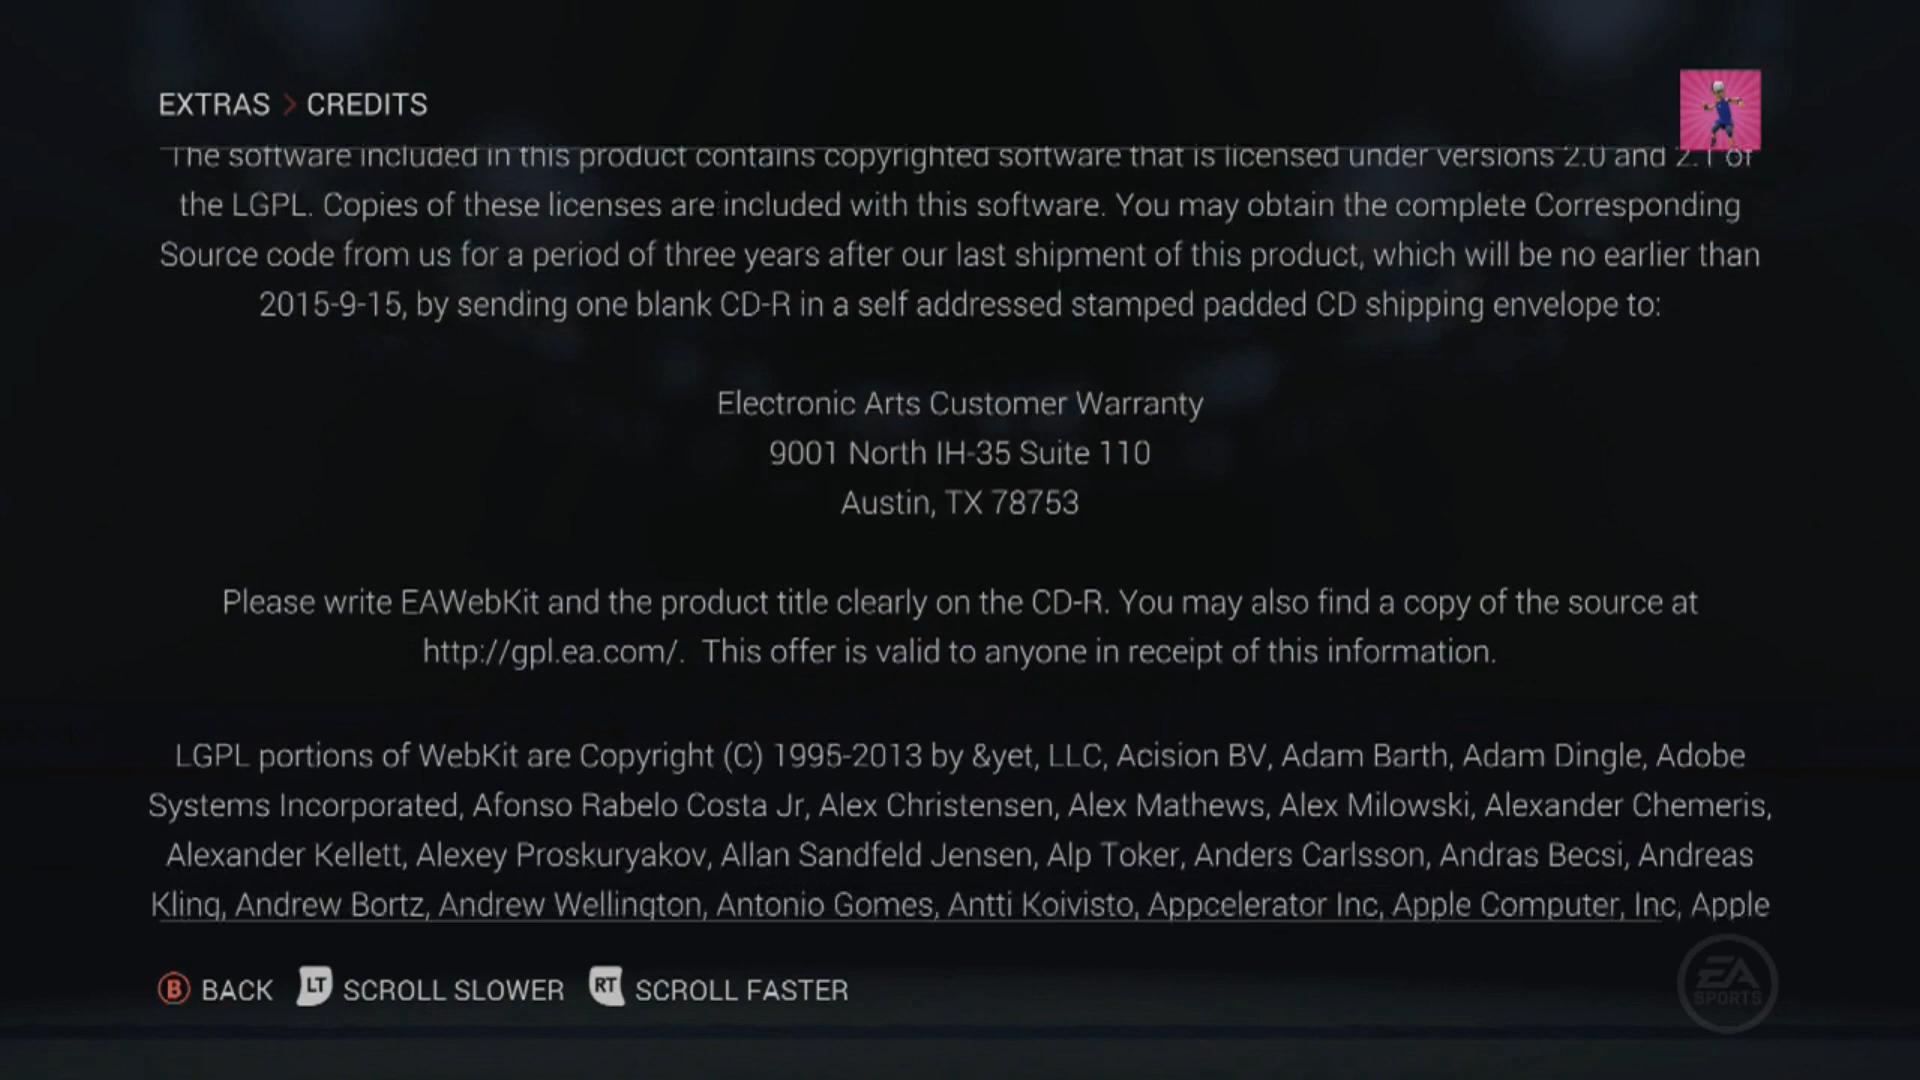 EXTRAS > CREDITS
The software included in this product contains copyrighted software that is licensed under versions 2.0 and 2.1 of
the LGPL. Copies of these licenses are included with this software. You may obtain the complete Corresponding
Source code from us for a period of three years after our last shipment of this product, which will be no earlier than
2015-9-15, by sending one blank CD-R in a self addressed stamped padded CD shipping envelope to:
Electronic Arts Customer Warranty
9001 North IH-35 Suite 110
Austin, TX 78753
Please write EAWebKit and the product title clearly on the CD-R. You may also find a copy of the source at
http://gpl.ea.com/.  This offer is valid to anyone in receipt of this information.
LGPL portions of WebKit are Copyright (C) 1995-2013 by &yet, LLC, Acision BV, Adam Barth, Adam Dingle, Adobe
Systems Incorporated, Afonso Rabelo Costa Jr, Alex Christensen, Alex Mathews, Alex Milowski, Alexander Chemeris,
Alexander Kellett, Alexey Proskuryakov, Allan Sandfeld Jensen, Alp Toker, Anders Carlsson, Andras Becsi, Andreas
Kling, Andrew Bortz, Andrew Wellington, Antonio Gomes, Antti Koivisto, Appcelerator Inc, Apple Computer, Inc, Apple
B BACK LT SCROLL SLOWER RT SCROLL FASTER
EA
SPORTS